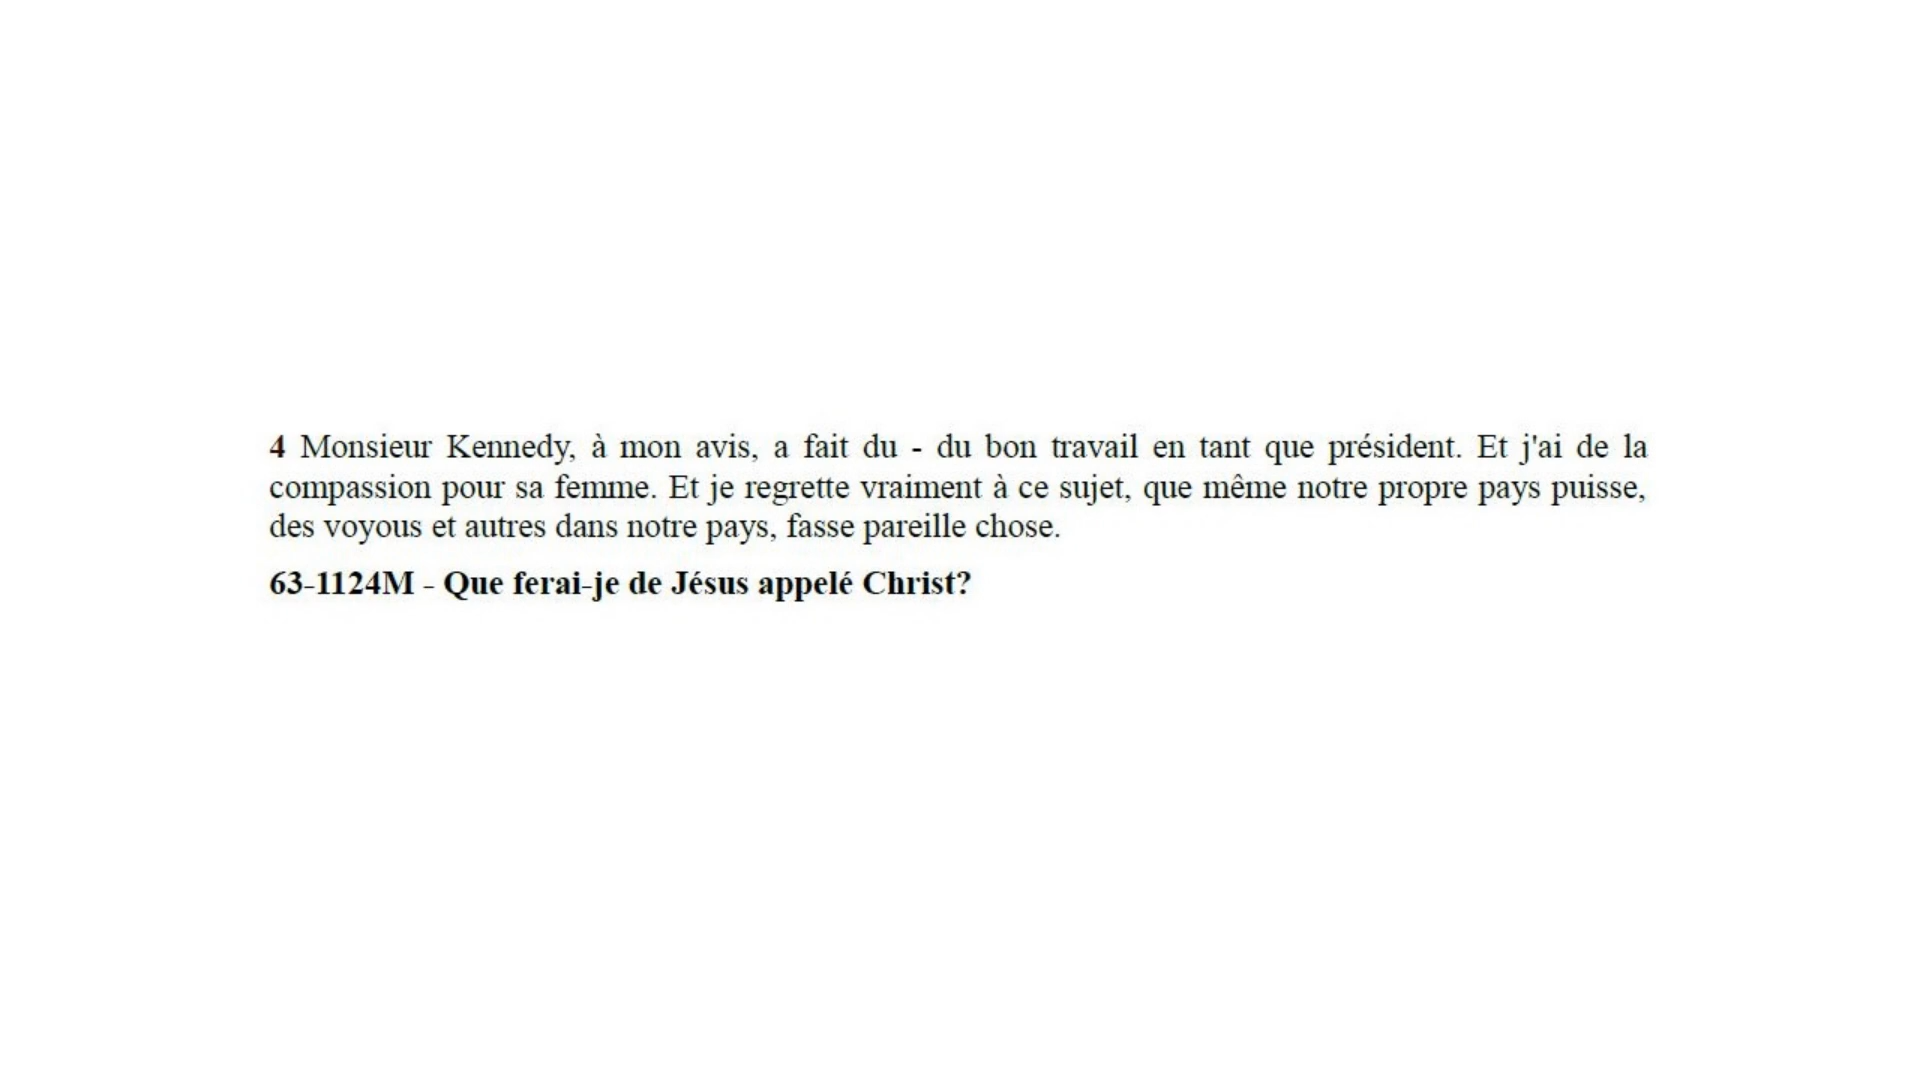 4 Monsieur Kennedy, à mon avis, a fait du - du bon travail en tant que président. Et j'ai de la
compassion pour sa femme. Et je regrette vraiment à ce sujet, que même notre propre pays puisse,
des voyous et autres dans notre pays, fasse pareille chose.
63-1124M - Que ferai-je de Jésus appelé Christ?